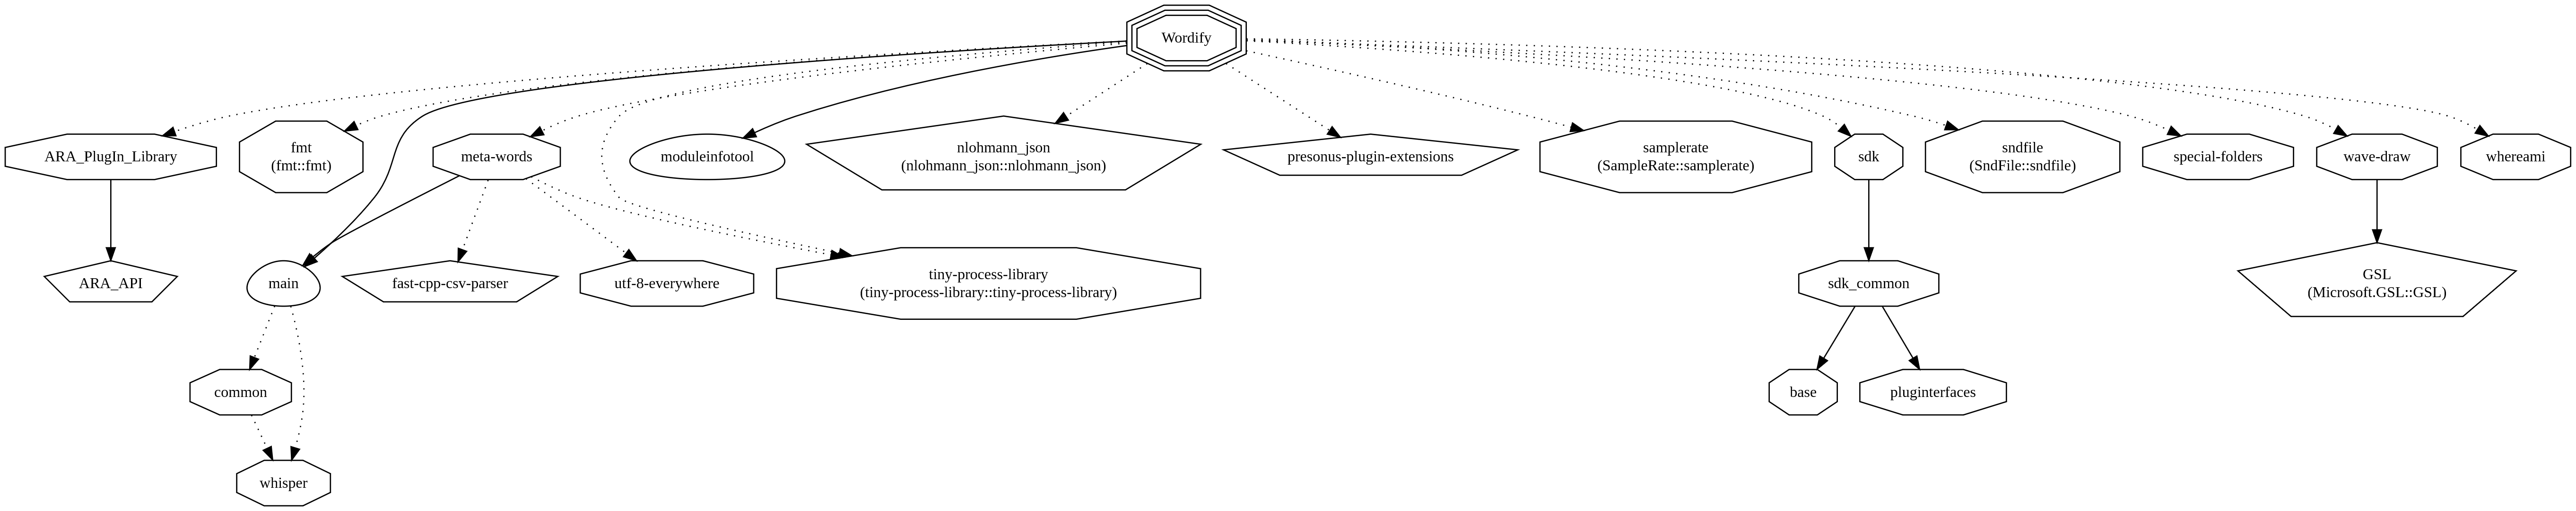 Wordify
ARA_PlugIn_Library
fmt
(fmt::fmt)
meta-words
moduleinfotool
nlohmann_json
(nlohmann_json::nlohmann_json)
presonus-plugin-extensions
samplerate
(SampleRate::samplerate)
sdk
sndfile
(SndFile::sndfile)
special-folders
wave-draw
whereami
ARA_API
main
fast-cpp-csv-parser
utf-8-everywhere
tiny-process-library
(tiny-process-library::tiny-process-library)
sdk_common
GSL
(Microsoft.GSL::GSL)
common
base
pluginterfaces
whisper